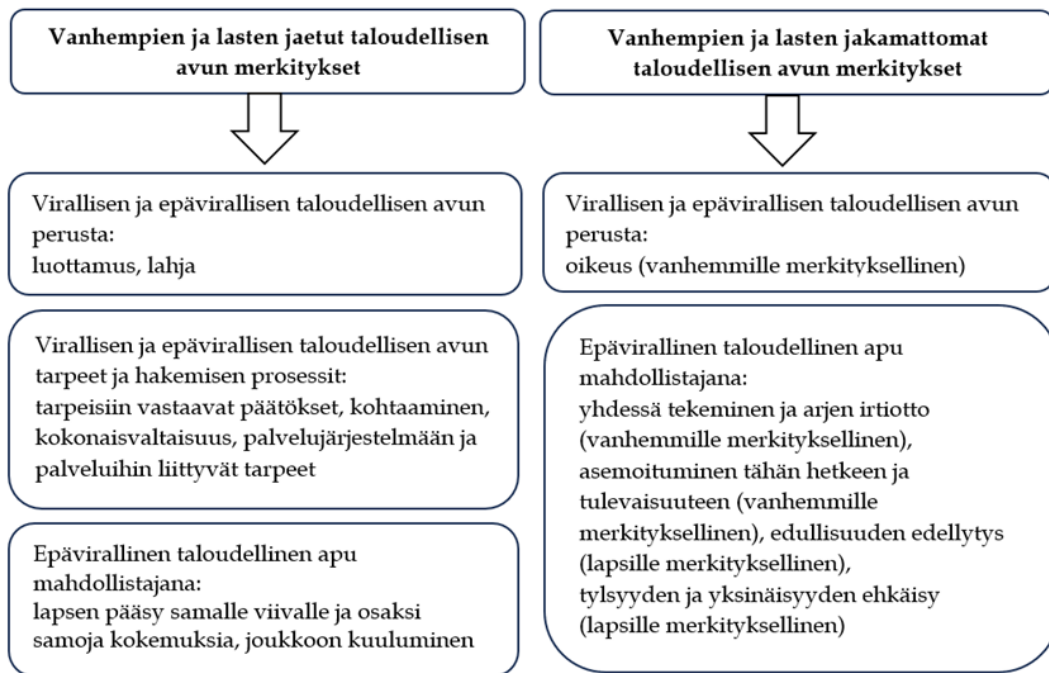 Vanhempien ja lasten jaetut taloudellisen
avun merkitykset
Virallisen ja epävirallisen taloudellisen avun
perusta:
luottamus, lahja
Virallisen ja epävirallisen taloudellisen avun
tarpeet ja hakemisen prosessit:
tarpeisiin vastaavat päätökset, kohtaaminen,
kokonaisvaltaisuus, palvelujärjestelmään ja
palveluihin liittyvät tarpeet
Epävirallinen taloudellinen apu
mahdollistajana:
lapsen pääsy samalle viivalle ja osaksi
samoja kokemuksia, joukkoon kuuluminen
Vanhempien ja lasten jakamattomat
taloudellisen avun merkitykset
Virallisen ja epävirallisen taloudellisen avun
perusta:
oikeus (vanhemmille merkityksellinen)
Epävirallinen taloudellinen apu
mahdollistajana:
yhdessä tekeminen ja arjen irtiotto
(vanhemmille merkityksellinen),
asemoituminen tähän hetkeen ja
tulevaisuuteen (vanhemmille
merkityksellinen), edullisuuden edellytys
(lapsille merkityksellinen),
tylsyyden ja yksinäisyyden ehkäisy
(lapsille merkityksellinen)